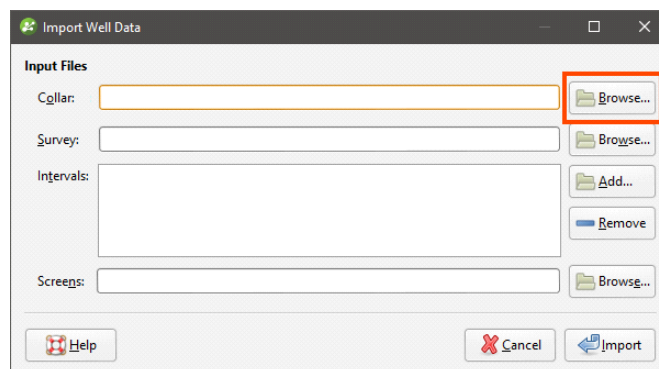 Import Well Data
Input Files
Collar: Browse...
Survey: Browse...
Intervals: Add...
Remove
Screens: Browse...
Help Cancel Import